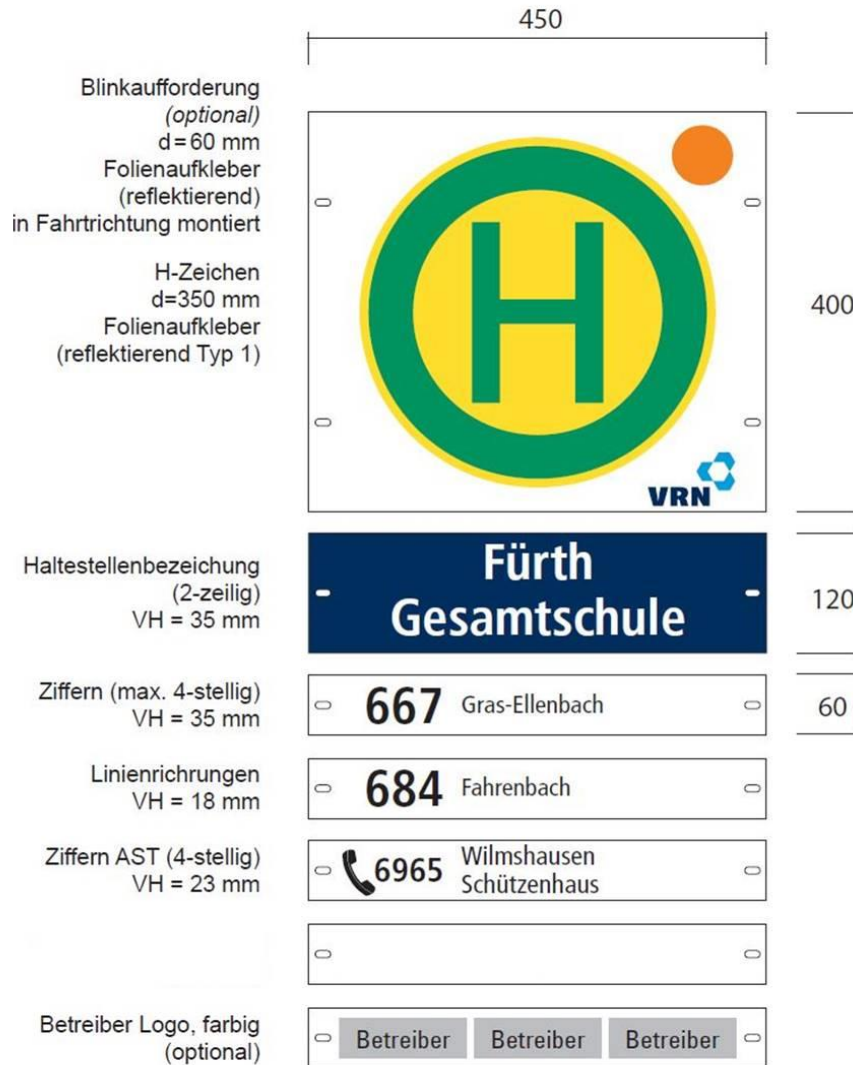 450
Blinkaufforderung
(optional)
d=60 mm
Folienaufkleber
(reflektierend)
in Fahrtrichtung montiert
H-Zeichen
d=350 mm
Folienaufkleber
(reflektierend Typ 1)
H
400
VRN
Haltestellenbezeichung
(2-zeilig)
VH = 35 mm
Fürth
Gesamtschule
120
Ziffern (max. 4-stellig)
VH = 35 mm
667 Gras-Ellenbach
60
Linienrichrungen
VH = 18 mm
684 Fahrenbach
Ziffern AST (4-stellig)
VH = 23 mm
6965 Wilmshausen
Schützenhaus
Betreiber Logo, farbig
(optional)
Betreiber Betreiber Betreiber